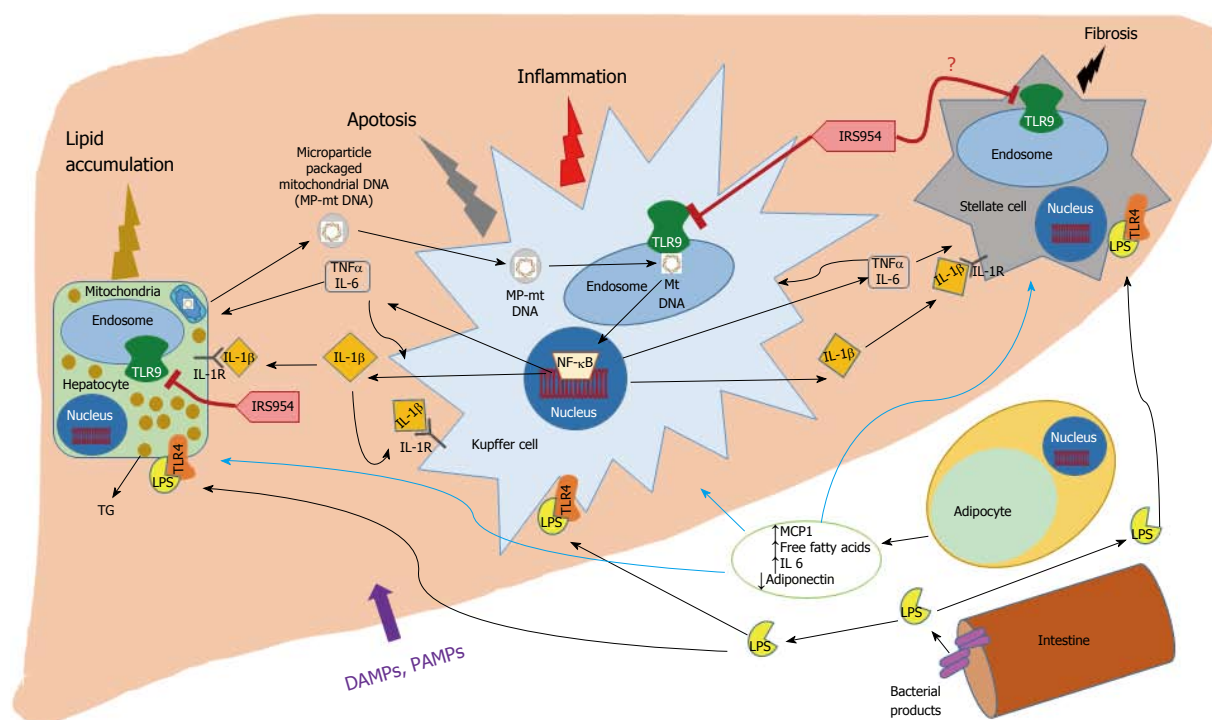 Fibrosis
?
Inflammation
Apotosis
Lipid
accumulation
Microparticle
packaged
mitochondrial DNA
(MP-mt DNA)
TLR9
IRS954
Endosome
Stellate cell
Nucleus
TLR4
LPS
TNFα
IL-6
TLR9
Endosome
Mt
DNA
MP-mt
DNA
TNFα
IL-6
IL-1β
IL-1R
Mitochondria
Endosome
TLR9
Hepatocyte
Nucleus
IL-1R
IL-1β
IL-1β
IRS954
NF-κB
Nucleus
IL-1β
IL-1β
IL-1R
Kupffer cell
TLR4
LPS
TG
TLR4
LPS
Nucleus
Adipocyte
↑MCP1
↑Free fatty acids
↑IL 6
↓Adiponectin
LPS
LPS
LPS
Intestine
Bacterial
products
DAMPs, PAMPs